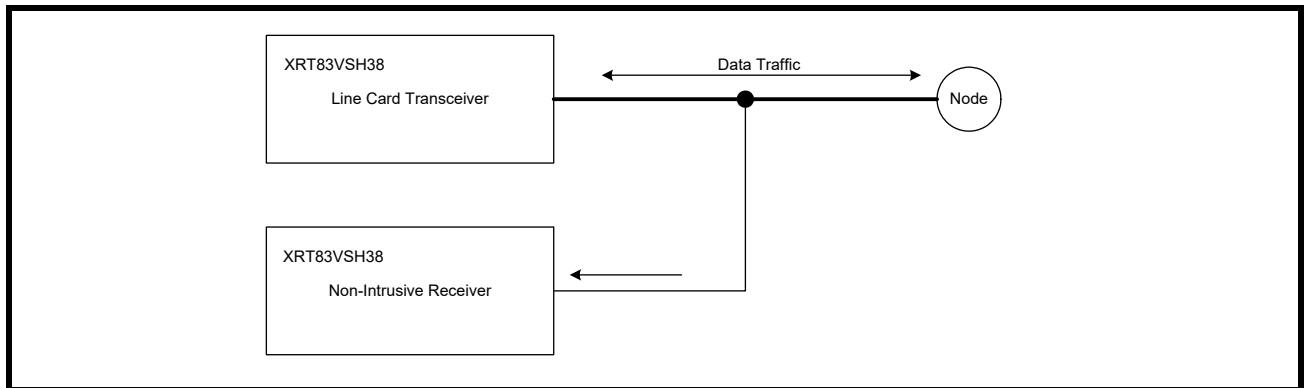 XRT83VSH38
Line Card Transceiver
Data Traffic
Node
XRT83VSH38
Non-Intrusive Receiver